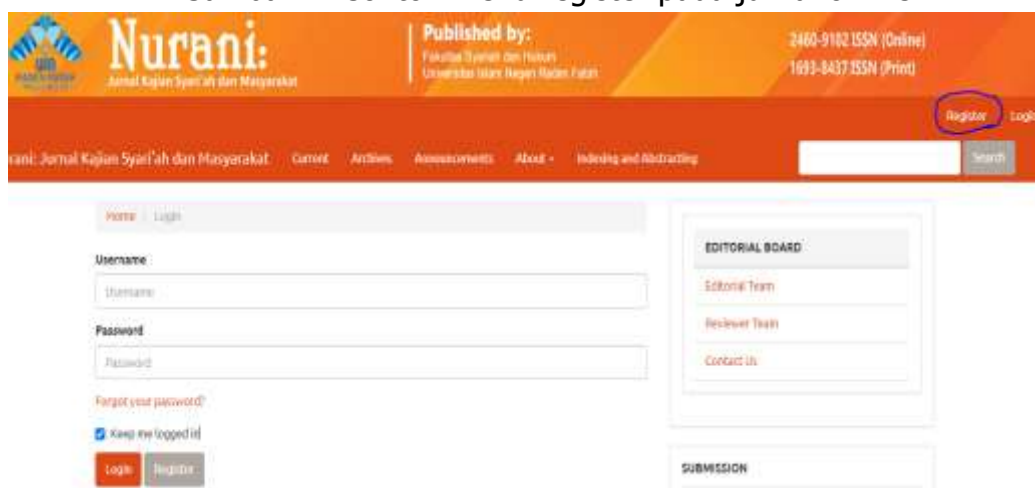 Nurani:
Jurnal Kajian Syari'ah dan Masyarakat
Published by:
Fakultas Syariah dan Hukum
Universitas Islam Negeri Raden Fatah
2460-9102 ISSN (Online)
1693-8437 ISSN (Print)
Register Login
rani: Jurnal Kajian Syari'ah dan Masyarakat Current Archives Announcements About Indexing and Abstracting Search
Home / Login
Username
Username
Password
Password
Forgot your password?
Keep me logged in
Login Register
EDITORIAL BOARD
Editorial Team
Reviewer Team
Contact Us
SUBMISSION